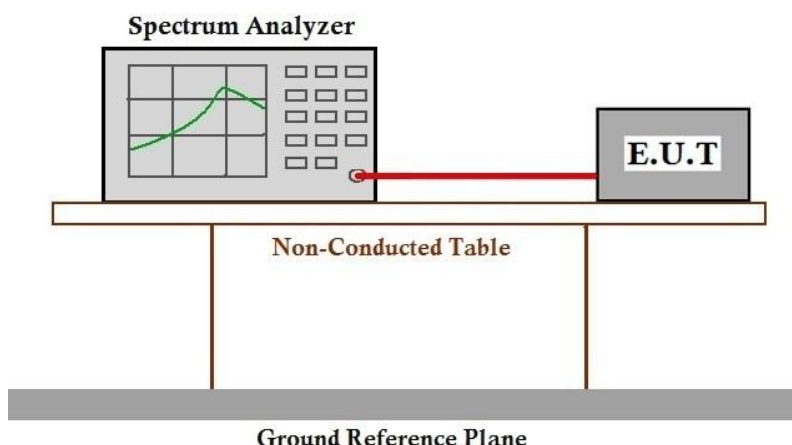 Spectrum Analyzer
E.U.T
Non-Conducted Table
Ground Reference Plane